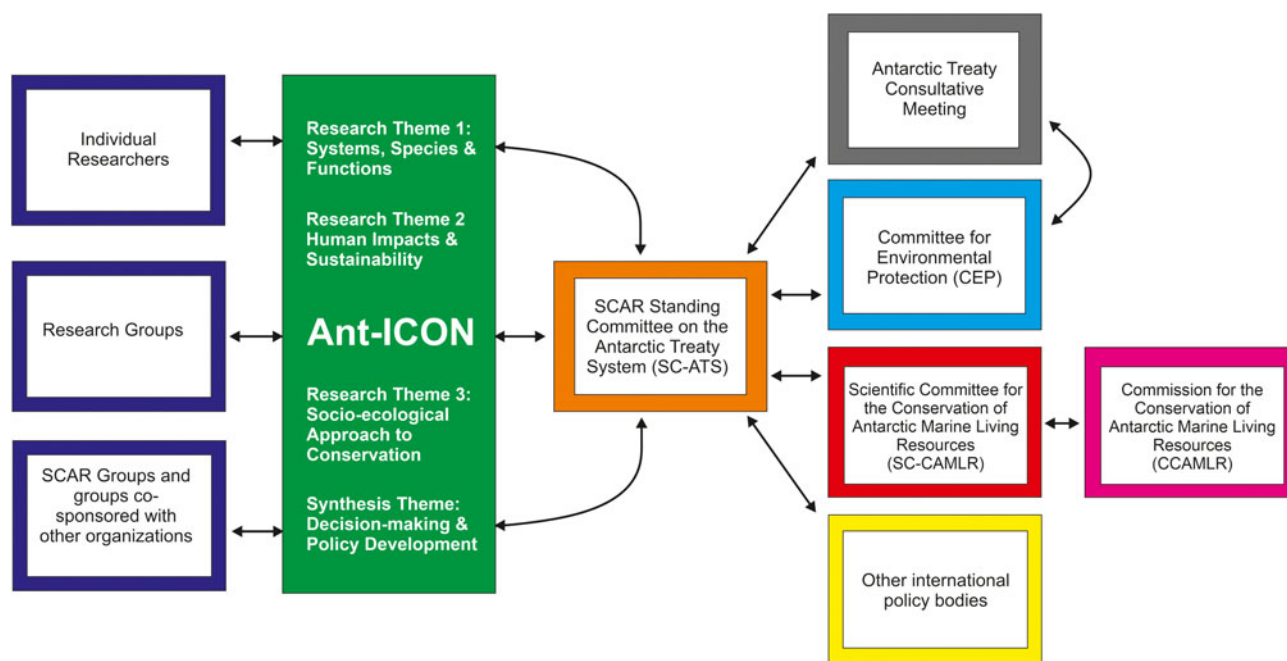 Individual
Researchers
Research Groups
SCAR Groups and
groups co-
sponsored with
other organizations
Research Theme 1:
Systems, Species &
Functions
Research Theme 2
Human Impacts &
Sustainability
Ant-ICON
Research Theme 3:
Socio-ecological
Approach to
Conservation
Synthesis Theme:
Decision-making &
Policy Development
SCAR Standing
Committee on the
Antarctic Treaty
System (SC-ATS)
Antarctic Treaty
Consultative
Meeting
Committee for
Environmental
Protection (CEP)
Scientific Committee for
the Conservation of
Antarctic Marine Living
Resources
(SC-CAMLR)
Commission for the
Conservation of
Antarctic Marine Living
Resources
(CCAMLR)
Other international
policy bodies